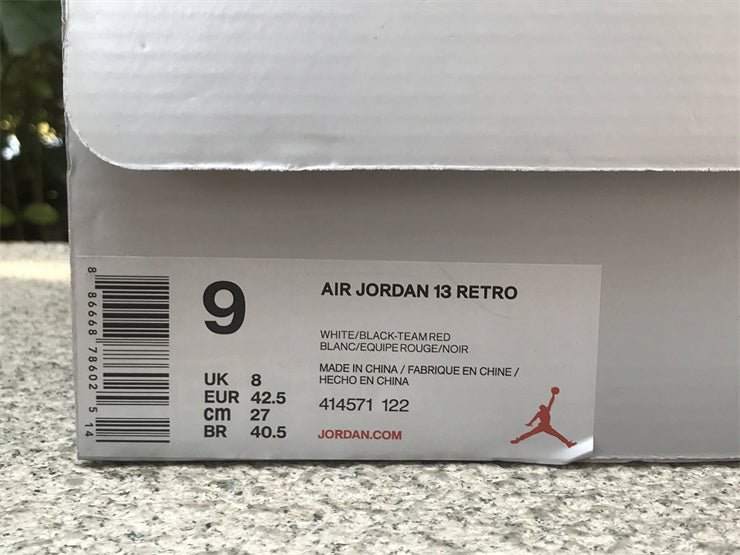 8 86668 78602 5 14
9
UK 8
EUR 42.5
cm 27
BR 40.5
AIR JORDAN 13 RETRO
WHITE/BLACK-TEAM RED
BLANC/EQUIPE ROUGE/NOIR
MADE IN CHINA / FABRIQUE EN CHINE /
HECHO EN CHINA
414571 122
JORDAN.COM